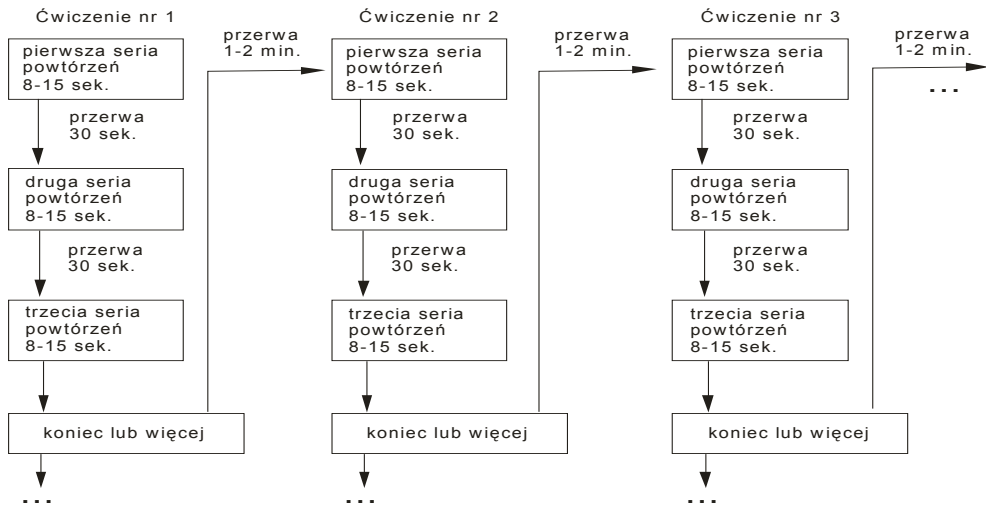 Ćwiczenie nr 1
pierwsza seria
powtórzeń
8-15 sek.
przerwa
30 sek.
druga seria
powtórzeń
8-15 sek.
przerwa
30 sek.
trzecia seria
powtórzeń
8-15 sek.
koniec lub więcej
...
przerwa
1-2 min.
Ćwiczenie nr 2
pierwsza seria
powtórzeń
8-15 sek.
przerwa
30 sek.
druga seria
powtórzeń
8-15 sek.
przerwa
30 sek.
trzecia seria
powtórzeń
8-15 sek.
koniec lub więcej
...
przerwa
1-2 min.
Ćwiczenie nr 3
pierwsza seria
powtórzeń
8-15 sek.
przerwa
30 sek.
druga seria
powtórzeń
8-15 sek.
przerwa
30 sek.
trzecia seria
powtórzeń
8-15 sek.
koniec lub więcej
...
przerwa
1-2 min.
...